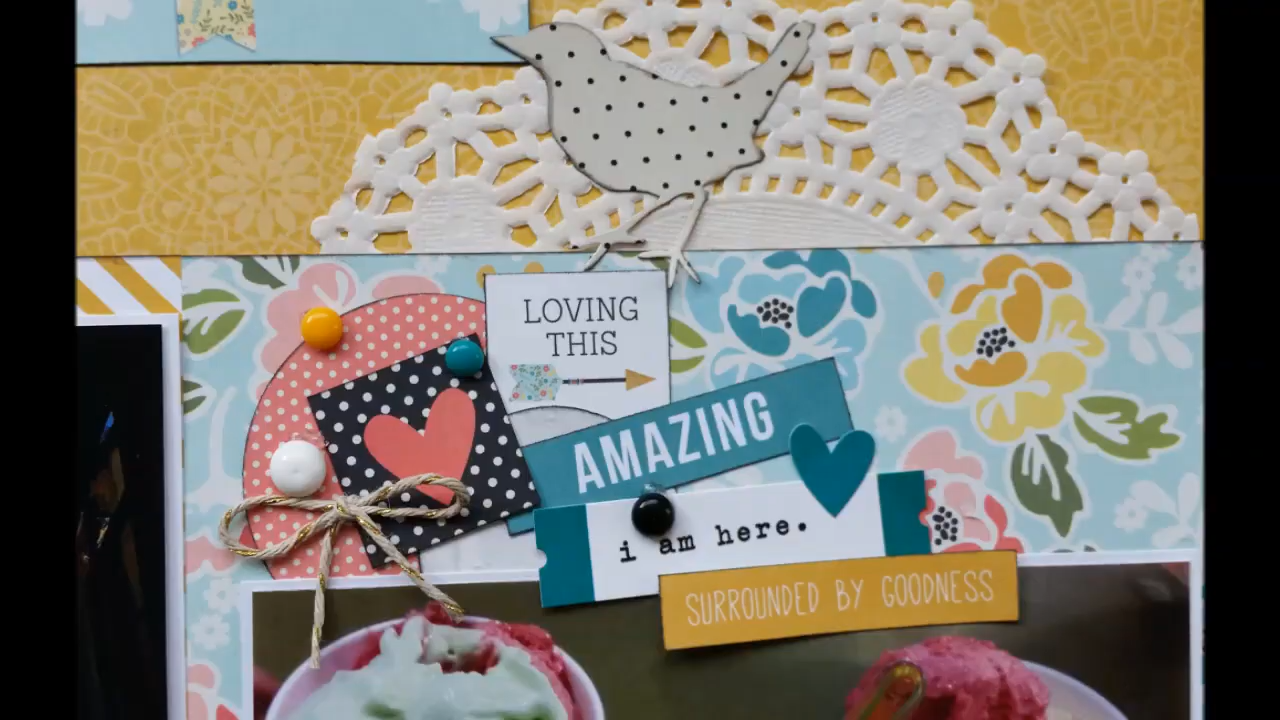 LOVING
THIS
AMAZING
i am here.
SURROUNDED BY GOODNESS